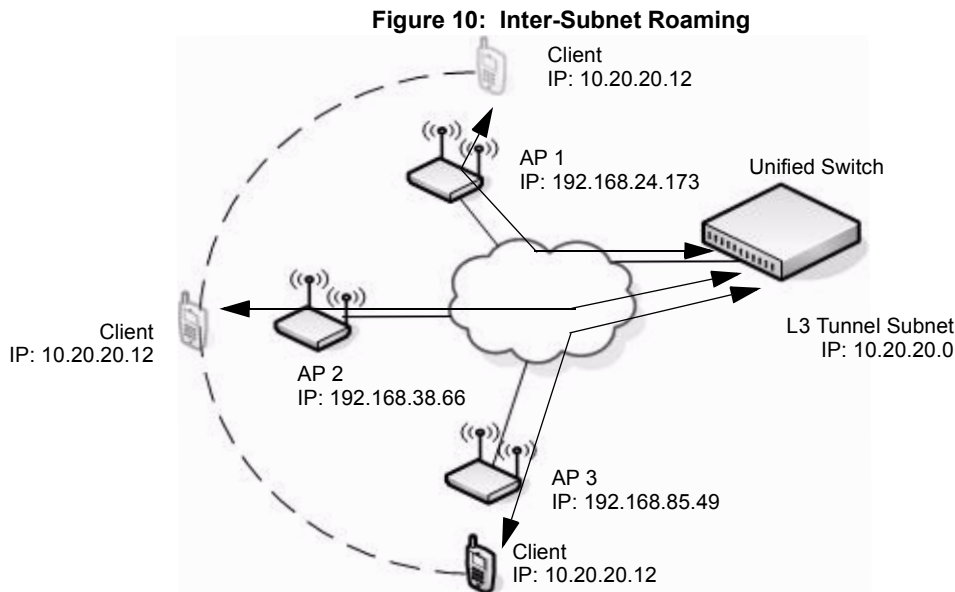 Figure 10: Inter-Subnet Roaming
Client
IP: 10.20.20.12
AP 1
IP: 192.168.24.173
Unified Switch
Client
IP: 10.20.20.12
AP 2
IP: 192.168.38.66
L3 Tunnel Subnet
IP: 10.20.20.0
AP 3
IP: 192.168.85.49
Client
IP: 10.20.20.12